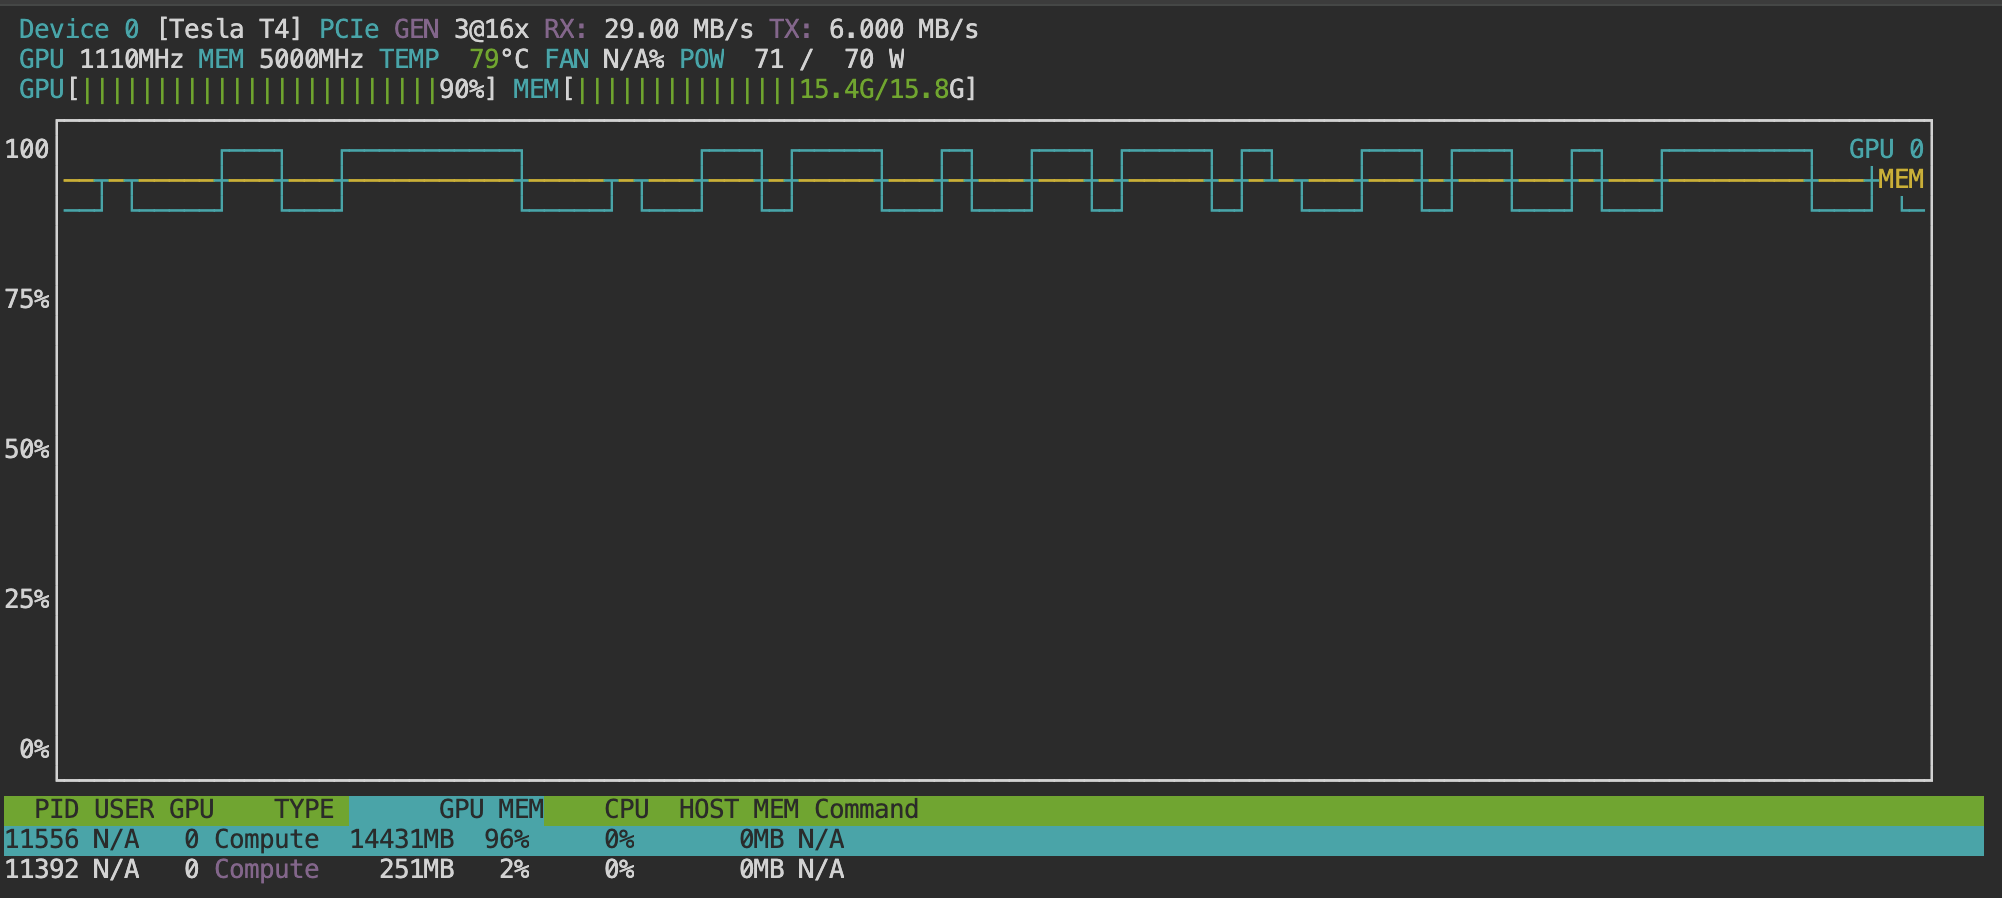 Device 0 [Tesla T4] PCIe GEN 3@16x RX: 29.00 MB/s TX: 6.000 MB/s
GPU 1110MHz MEM 5000MHz TEMP 79°C FAN N/A% POW 71 / 70 W
GPU[||||||||||||||||||||||||90%] MEM[|||||||||||||||15.4G/15.8G]
100
GPU 0
MEM
75%
50%
25%
0%
PID USER GPU TYPE GPU MEM CPU HOST MEM Command
11556 N/A 0 Compute 14431MB 96% 0% 0MB N/A
11392 N/A 0 Compute 251MB 2% 0% 0MB N/A